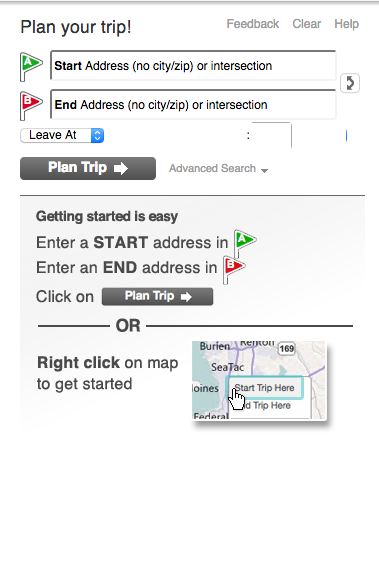 Plan your trip!
Feedback Clear Help
A
Start Address (no city/zip) or intersection
B
End Address (no city/zip) or intersection
Leave At :
Plan Trip
Advanced Search
Getting started is easy
Enter a START address in A
Enter an END address in B
Click on Plan Trip
OR
Right click on map
to get started
Burien Renton
169
SeaTac
oines
Start Trip Here
nd Trip Here
Federal